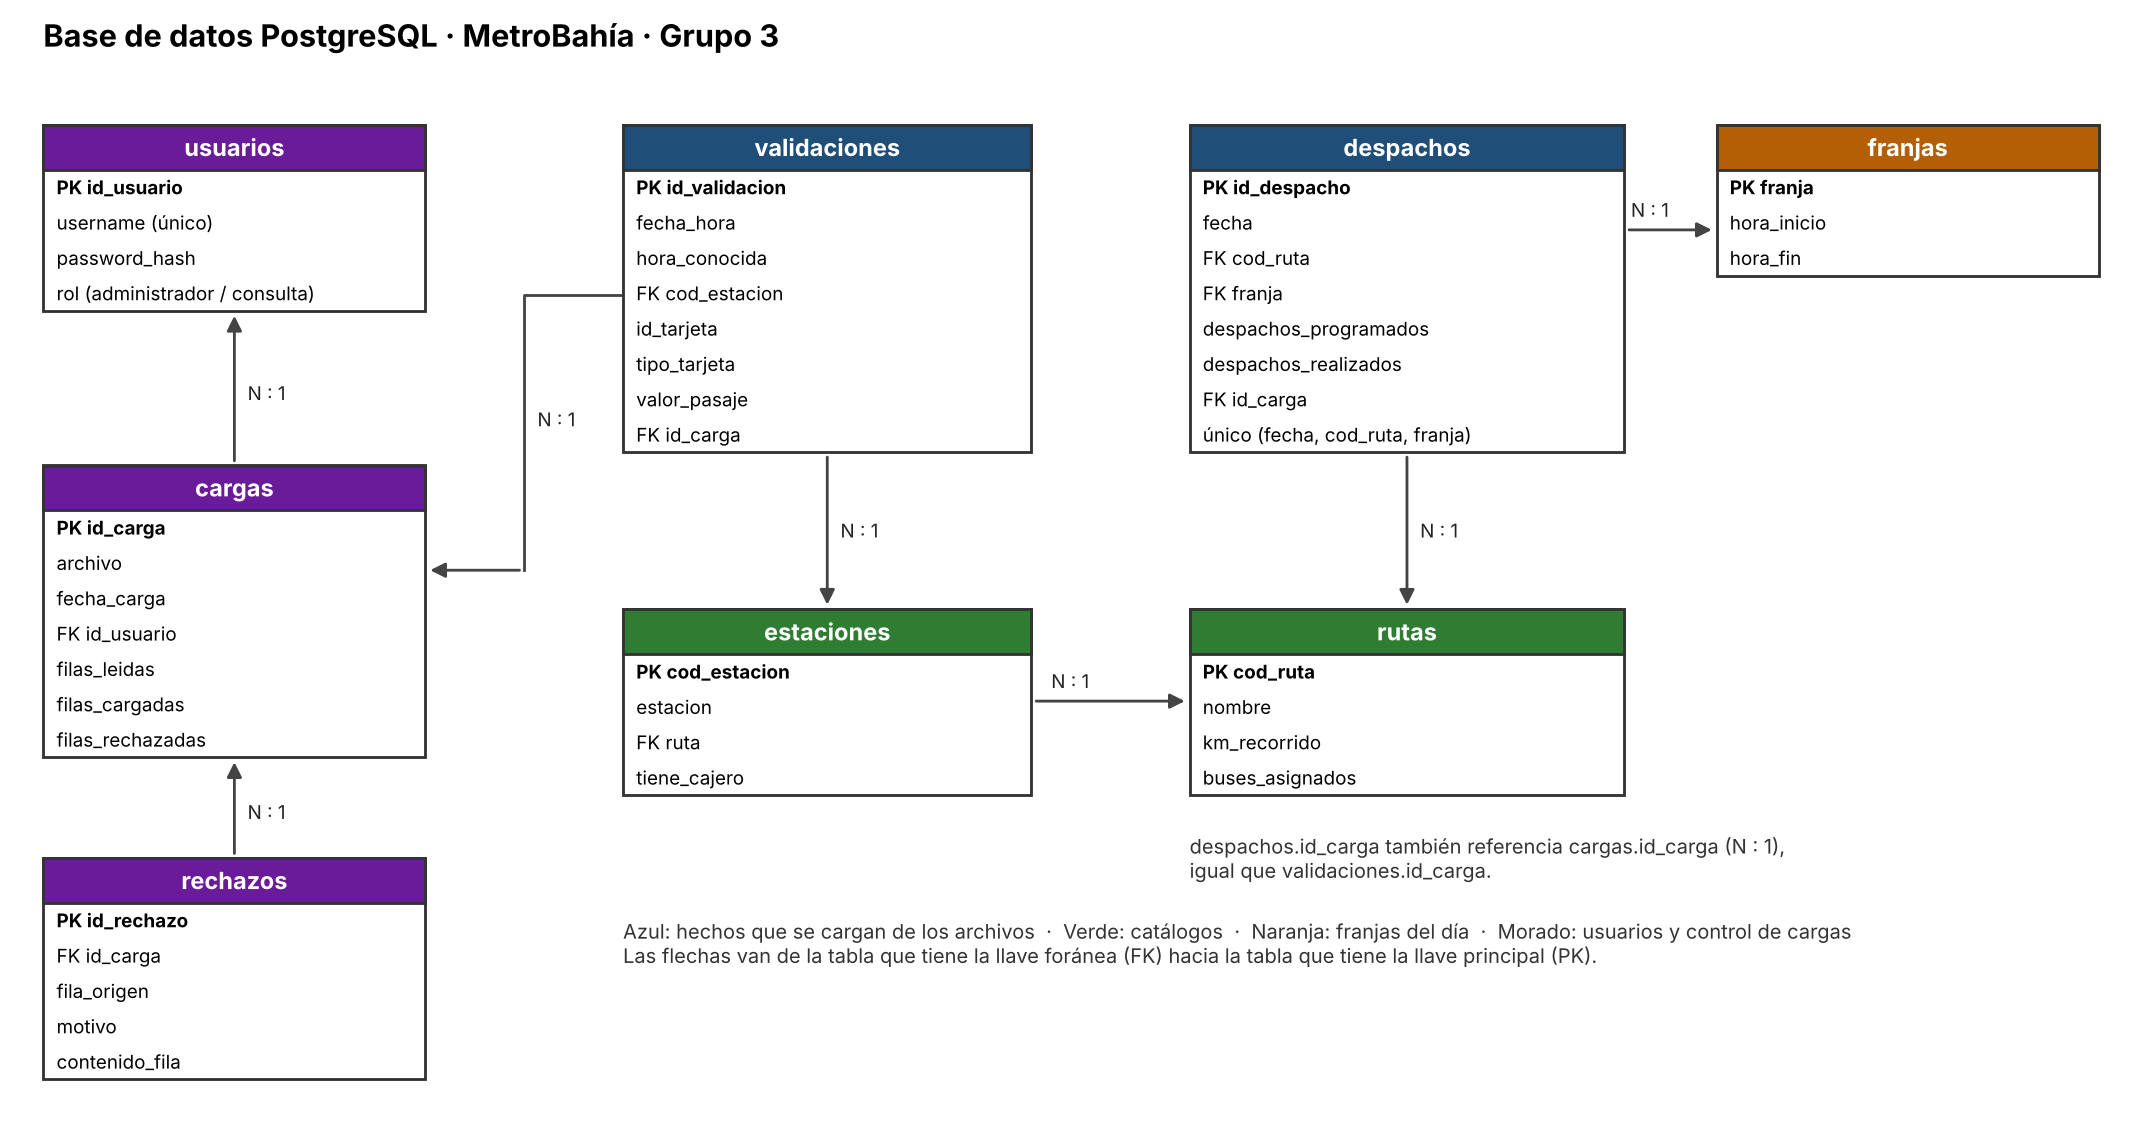 Base de datos PostgreSQL · MetroBahía · Grupo 3
usuarios
PK id_usuario
username (único)
password_hash
rol (administrador / consulta)
N : 1
cargas
PK id_carga
archivo
fecha_carga
FK id_usuario
filas_leidas
filas_cargadas
filas_rechazadas
N : 1
rechazos
PK id_rechazo
FK id_carga
fila_origen
motivo
contenido_fila
validaciones
PK id_validacion
fecha_hora
hora_conocida
FK cod_estacion
id_tarjeta
tipo_tarjeta
valor_pasaje
FK id_carga
N : 1
N : 1
estaciones
PK cod_estacion
estacion
FK ruta
tiene_cajero
N : 1
despachos
PK id_despacho
fecha
FK cod_ruta
FK franja
despachos_programados
despachos_realizados
FK id_carga
único (fecha, cod_ruta, franja)
N : 1
N : 1
franjas
PK franja
hora_inicio
hora_fin
rutas
PK cod_ruta
nombre
km_recorrido
buses_asignados
despachos.id_carga también referencia cargas.id_carga (N : 1),
igual que validaciones.id_carga.
Azul: hechos que se cargan de los archivos · Verde: catálogos · Naranja: franjas del día · Morado: usuarios y control de cargas
Las flechas van de la tabla que tiene la llave foránea (FK) hacia la tabla que tiene la llave principal (PK).